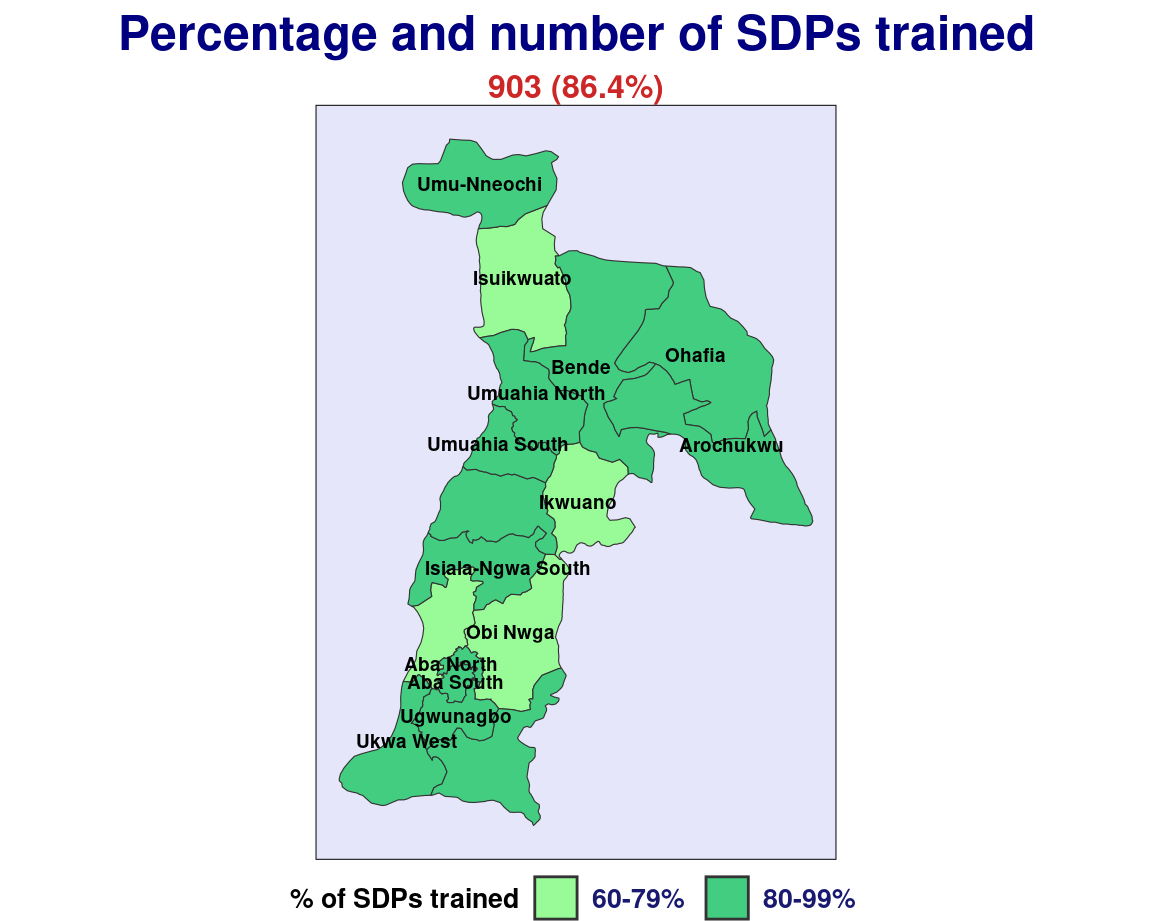 Percentage and number of SDPs trained
903 (86.4%)
Umu-Nneochi
Isuikwuato
Ohafia
Bende
Umuahia North
Umuahia South
Arochukwu
Ikwuano
Isiala-Ngwa South
Obi Nwga
Aba North
Aba South
Ugwunagbo
Ukwa West
% of SDPs trained 60-79% 80-99%